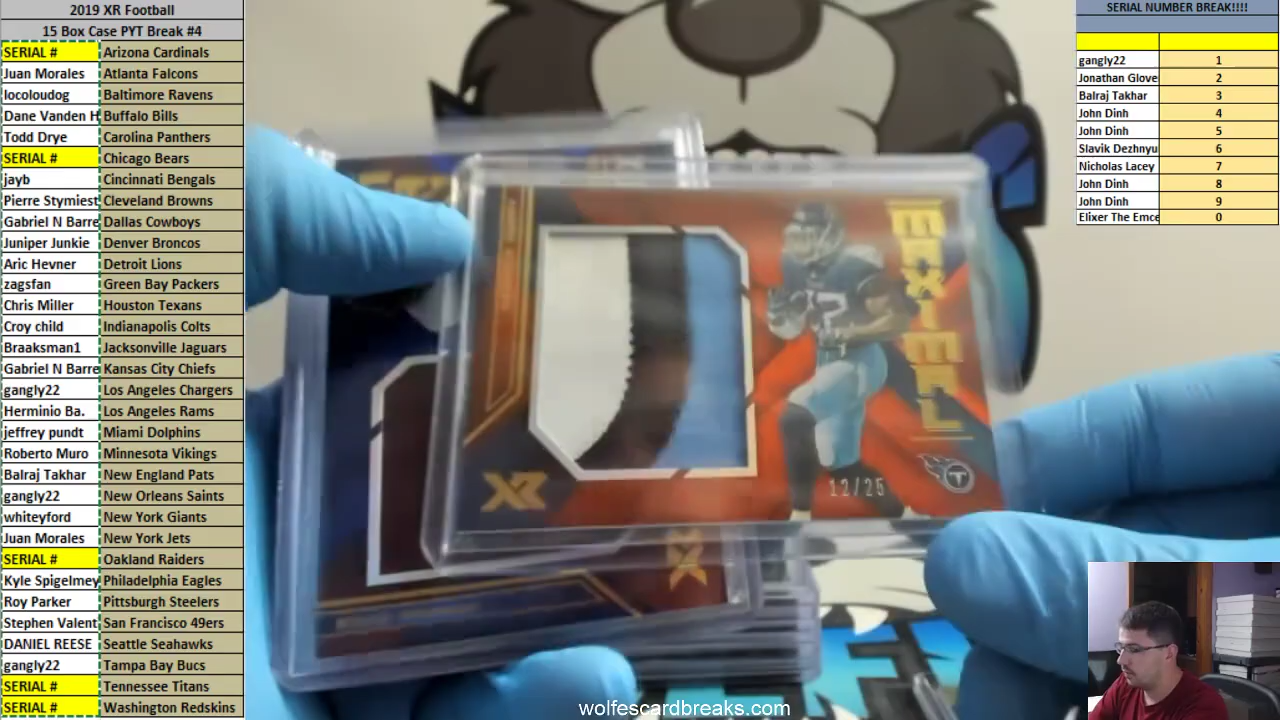 2019 XR Football
15 Box Case PYT Break #4
SERIAL # Arizona Cardinals
Juan Morales Atlanta Falcons
locoloudog Baltimore Ravens
Dane Vanden H Buffalo Bills
Todd Drye Carolina Panthers
SERIAL # Chicago Bears
jayb Cincinnati Bengals
Pierre Stymiest Cleveland Browns
Gabriel N Barre Dallas Cowboys
Juniper Junkie Denver Broncos
Aric Hevner Detroit Lions
zagsfan Green Bay Packers
Chris Miller Houston Texans
Croy child Indianapolis Colts
Braaksman1 Jacksonville Jaguars
Gabriel N Barre Kansas City Chiefs
gangly22 Los Angeles Chargers
Herminio Ba. Los Angeles Rams
jeffrey pundt Miami Dolphins
Roberto Muro Minnesota Vikings
Balraj Takhar New England Pats
gangly22 New Orleans Saints
whiteyford New York Giants
Juan Morales New York Jets
SERIAL # Oakland Raiders
Kyle Spigelmey Philadelphia Eagles
Roy Parker Pittsburgh Steelers
Stephen Valent San Francisco 49ers
DANIEL REESE Seattle Seahawks
gangly22 Tampa Bay Bucs
SERIAL # Tennessee Titans
SERIAL # Washington Redskins
MAXIMAL
XR
12/25
T
wolfescardbreaks.com
SERIAL NUMBER BREAK!!!!
gangly22 1
Jonathan Glove 2
Balraj Takhar 3
John Dinh 4
John Dinh 5
Slavik Dezhnyu 6
Nicholas Lacey 7
John Dinh 8
John Dinh 9
Elixer The Emce 0